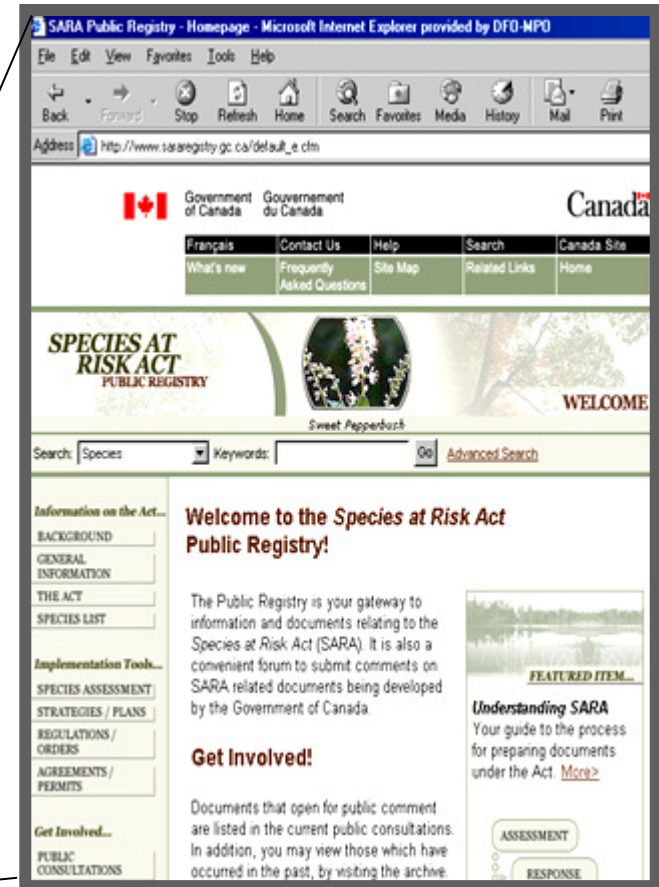 SARA Public Registry - Homepage - Microsoft Internet Explorer provided by DFO-MPO
File Edit View Favorites Tools Help
Back Forward Stop Refresh Home Search Favorites Media History Mail Print
Address http://www.sararegistry.gc.ca/default_e.cfm
Government of Canada
Gouvernement du Canada
Canada
Français Contact Us Help Search Canada Site
What's new Frequently Asked Questions Site Map Related Links Home
SPECIES AT
RISK ACT
PUBLIC REGISTRY
WELCOME
Sweet Pepperbush
Search: Species Keywords: Go Advanced Search
Information on the Act...
BACKGROUND
GENERAL
INFORMATION
THE ACT
SPECIES LIST
Implementation Tools...
SPECIES ASSESSMENT
STRATEGIES / PLANS
REGULATIONS /
ORDERS
AGREEMENTS /
PERMITS
Get Involved...
PUBLIC
CONSULTATIONS
Welcome to the Species at Risk Act
Public Registry!
The Public Registry is your gateway to
information and documents relating to the
Species at Risk Act (SARA). It is also a
convenient forum to submit comments on
SARA related documents being developed
by the Government of Canada.
Get Involved!
Documents that open for public comment
are listed in the current public consultations.
In addition, you may view those which have
occurred in the past, by visiting the archive.
FEATURED ITEM...
Understanding SARA
Your guide to the process
for preparing documents
under the Act. More>
ASSESSMENT
RESPONSE